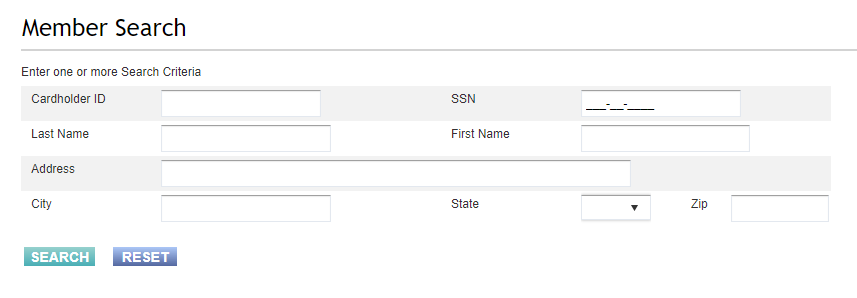 Member Search
Enter one or more Search Criteria
Cardholder ID SSN ___-__-____
Last Name First Name
Address
City State Zip
SEARCH RESET